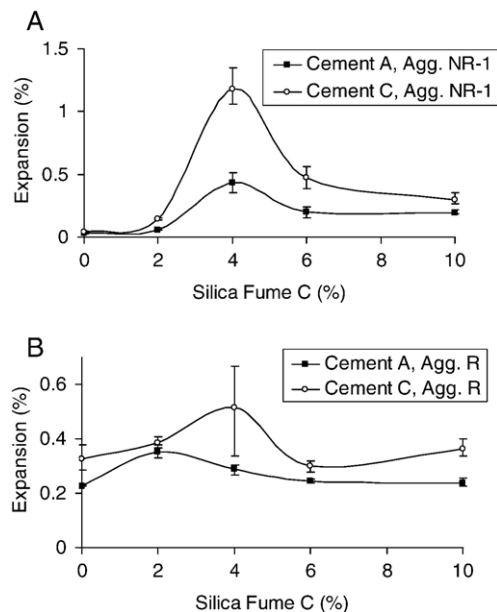 A
Cement A, Agg. NR-1
Cement C, Agg. NR-1
Expansion (%)
1.5
1
0.5
0
0 2 4 6 8 10
Silica Fume C (%)
B
Cement A, Agg. R
Cement C, Agg. R
Expansion (%)
0.6
0.4
0.2
0
0 2 4 6 8 10
Silica Fume C (%)